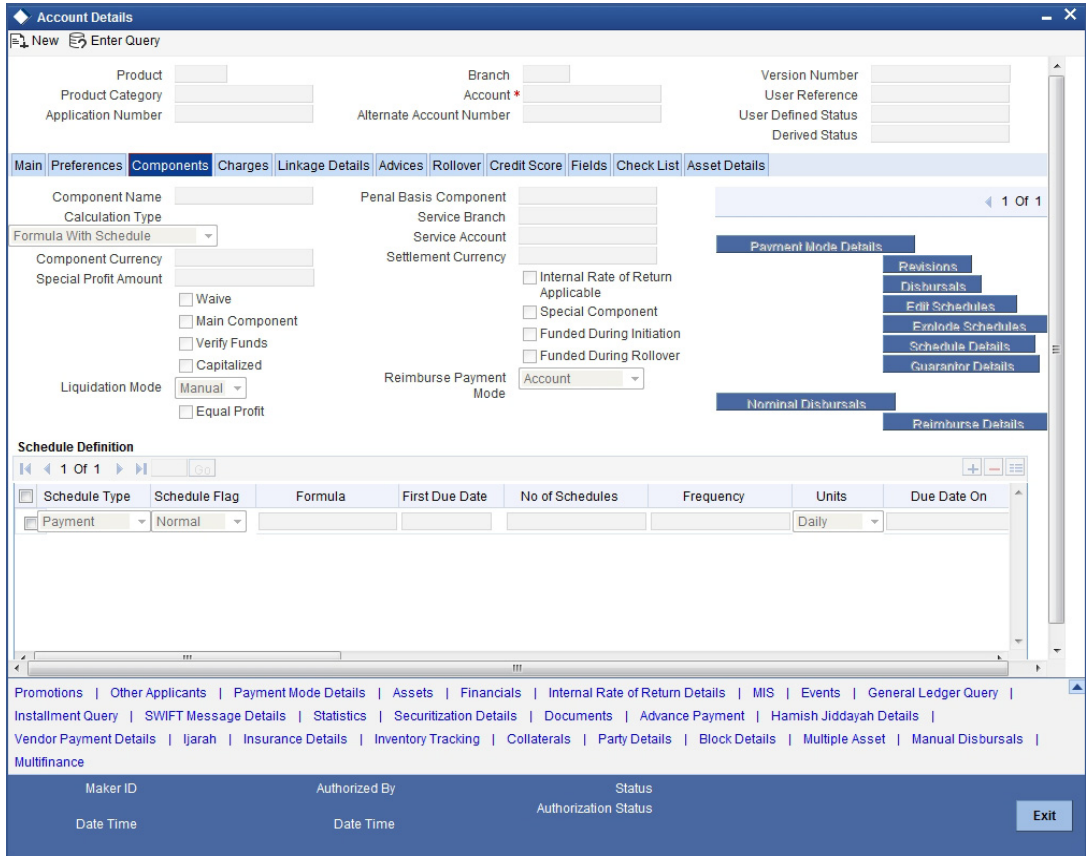 Account Details
New Enter Query
Product Branch Version Number
Product Category Account * User Reference
Application Number Alternate Account Number User Defined Status
Derived Status
Main Preferences Components Charges Linkage Details Advices Rollover Credit Score Fields Check List Asset Details
Component Name Penal Basis Component 1 Of 1
Calculation Type Service Branch
Formula With Schedule Service Account Payment Mode Details
Component Currency Settlement Currency Revisions
Special Profit Amount Internal Rate of Return Applicable Disbursals
Waive Special Component Edit Schedules
Main Component Funded During Initiation Explode Schedules
Verify Funds Funded During Rollover Schedule Details
Capitalized Guarantor Details
Liquidation Mode Manual Reimburse Payment Mode Account
Equal Profit Nominal Disbursals
Reimburse Details
Schedule Definition
1 Of 1 Go
Schedule Type Schedule Flag Formula First Due Date No of Schedules Frequency Units Due Date On
Payment Normal Daily
Promotions | Other Applicants | Payment Mode Details | Assets | Financials | Internal Rate of Return Details | MIS | Events | General Ledger Query |
Installment Query | SWIFT Message Details | Statistics | Securitization Details | Documents | Advance Payment | Hamish Jiddayah Details |
Vendor Payment Details | Ijarah | Insurance Details | Inventory Tracking | Collaterals | Party Details | Block Details | Multiple Asset | Manual Disbursals |
Multifinance
Maker ID Authorized By Status
Authorization Status
Date Time Date Time Exit